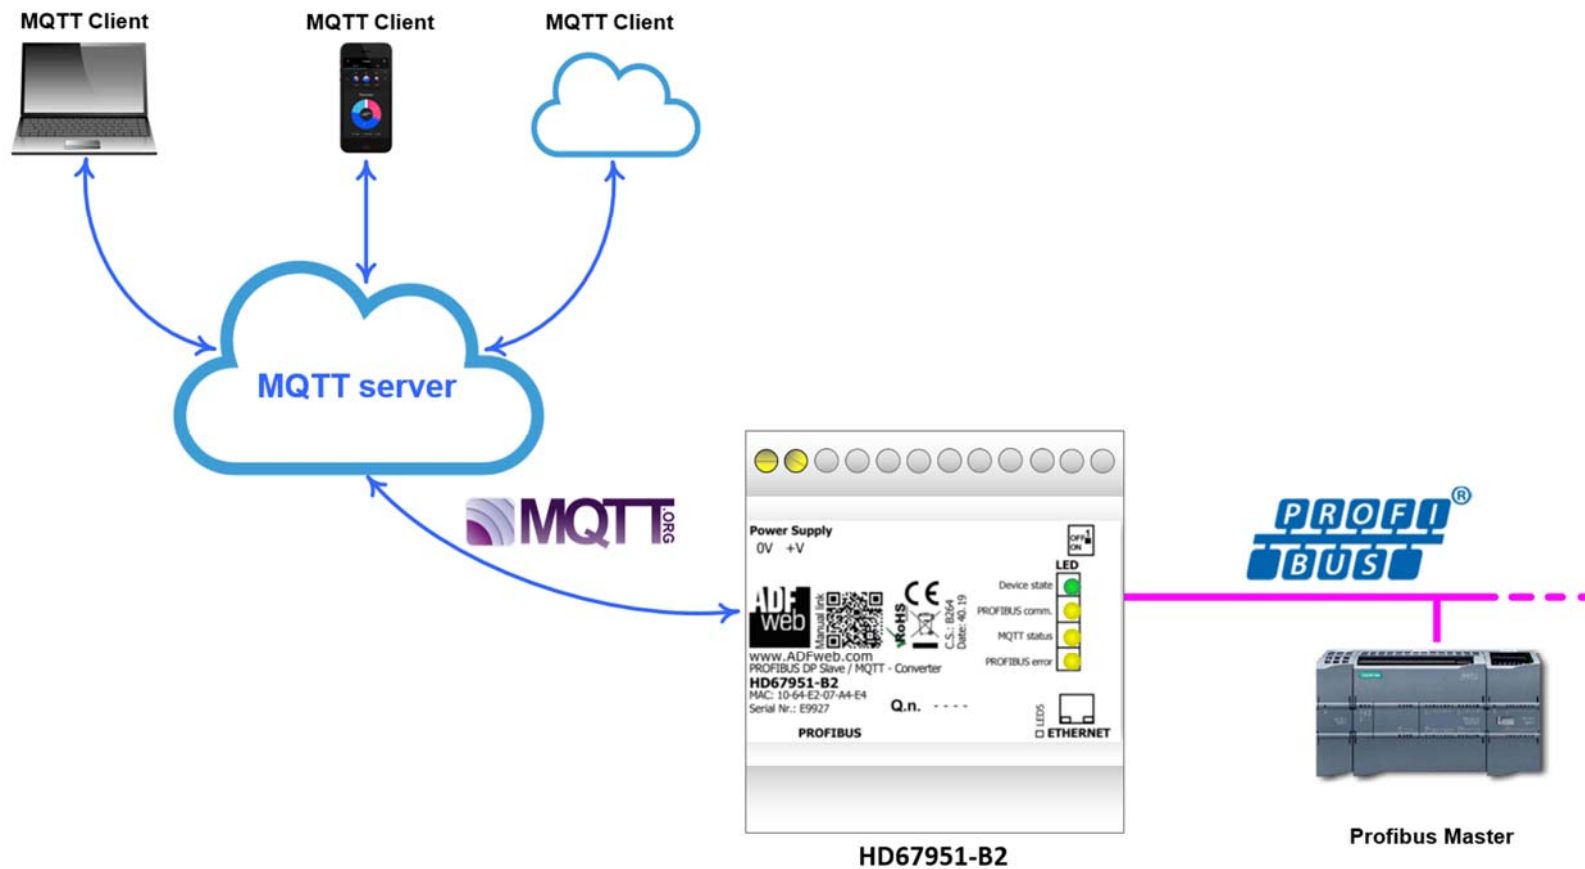 MQTT Client
MQTT Client
MQTT Client
MQTT server
MQTT
.ORG
Power Supply
0V +V
OFF 1
ON
LED
Device state
PROFIBUS comm.
MQTT status
PROFIBUS error
ADF
web
Manual link
RoHS
CE
C.S.: B264
Date: 40.19
www.ADFweb.com
PROFIBUS DP Slave / MQTT - Converter
HD67951-B2
MAC: 10-64-E2-07-A4-E4
Serial Nr.: E9927
Q.n. - - - -
LEDS
PROFIBUS
ETHERNET
HD67951-B2
PROFI
BUS
®
Profibus Master